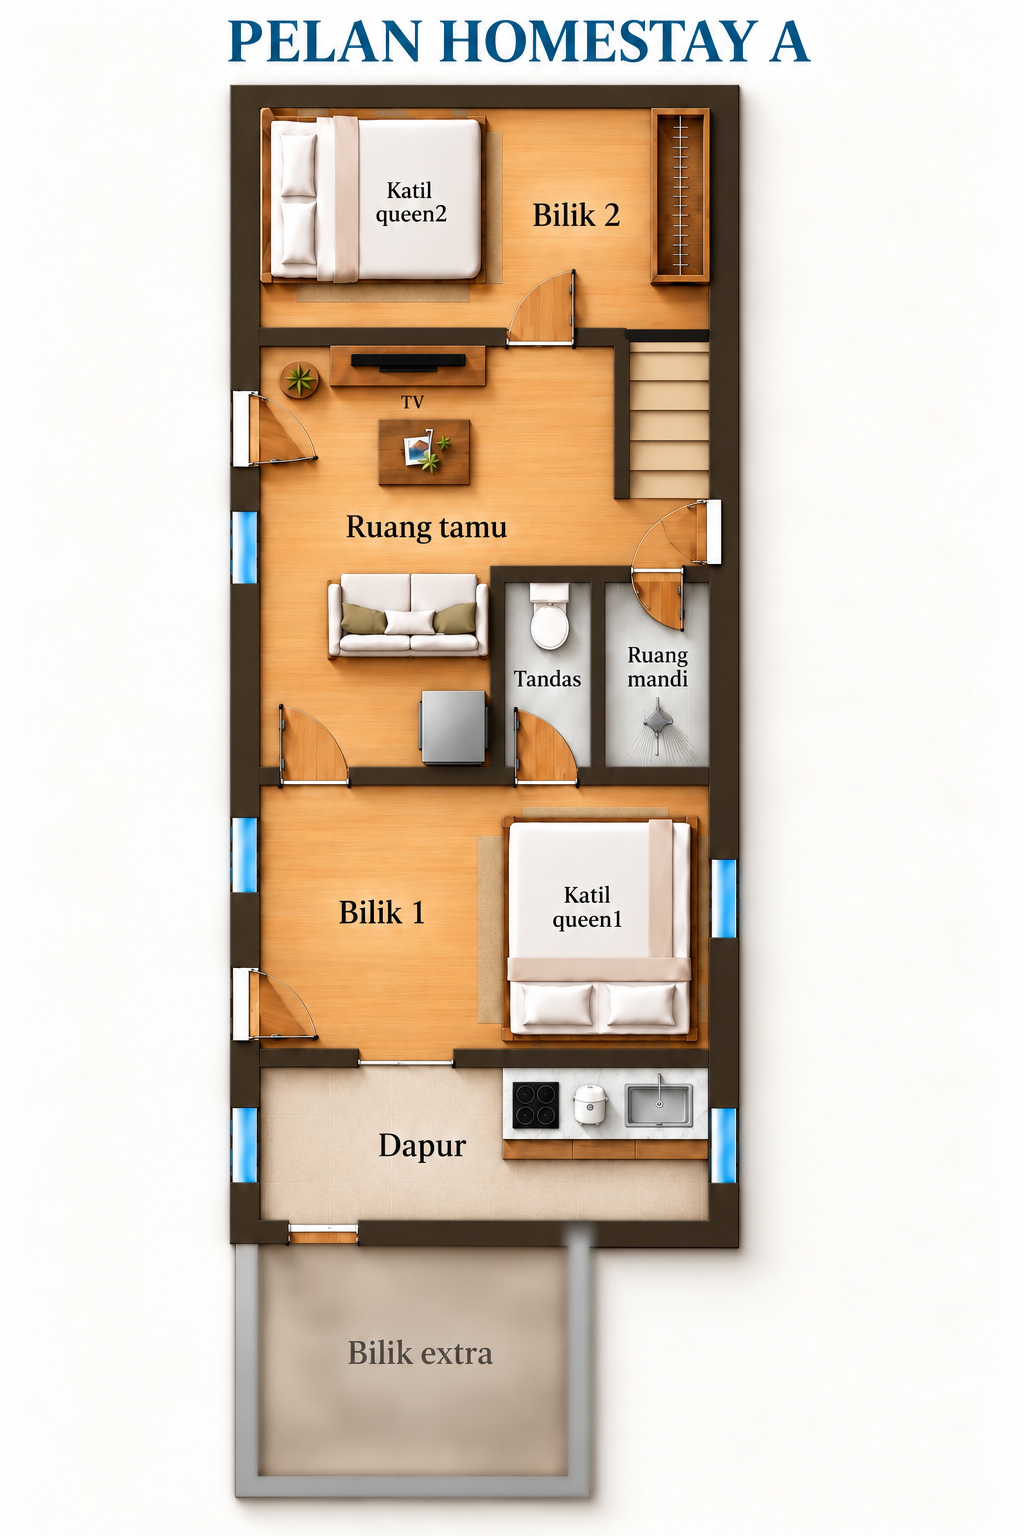 PELAN HOMESTAY A
Katil
queen2
Bilik 2
TV
Ruang tamu
Tandas
Ruang
mandi
Bilik 1
Katil
queen1
Dapur
Bilik extra